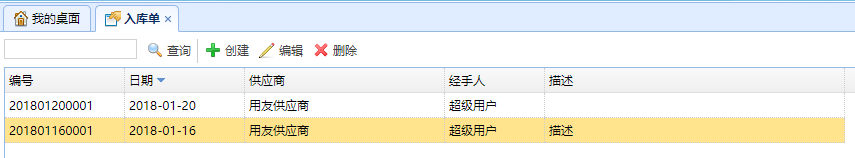 我的桌面 入库单
查询 创建 编辑 删除
编号 日期 供应商 经手人 描述
201801200001 2018-01-20 用友供应商 超级用户
201801160001 2018-01-16 用友供应商 超级用户 描述